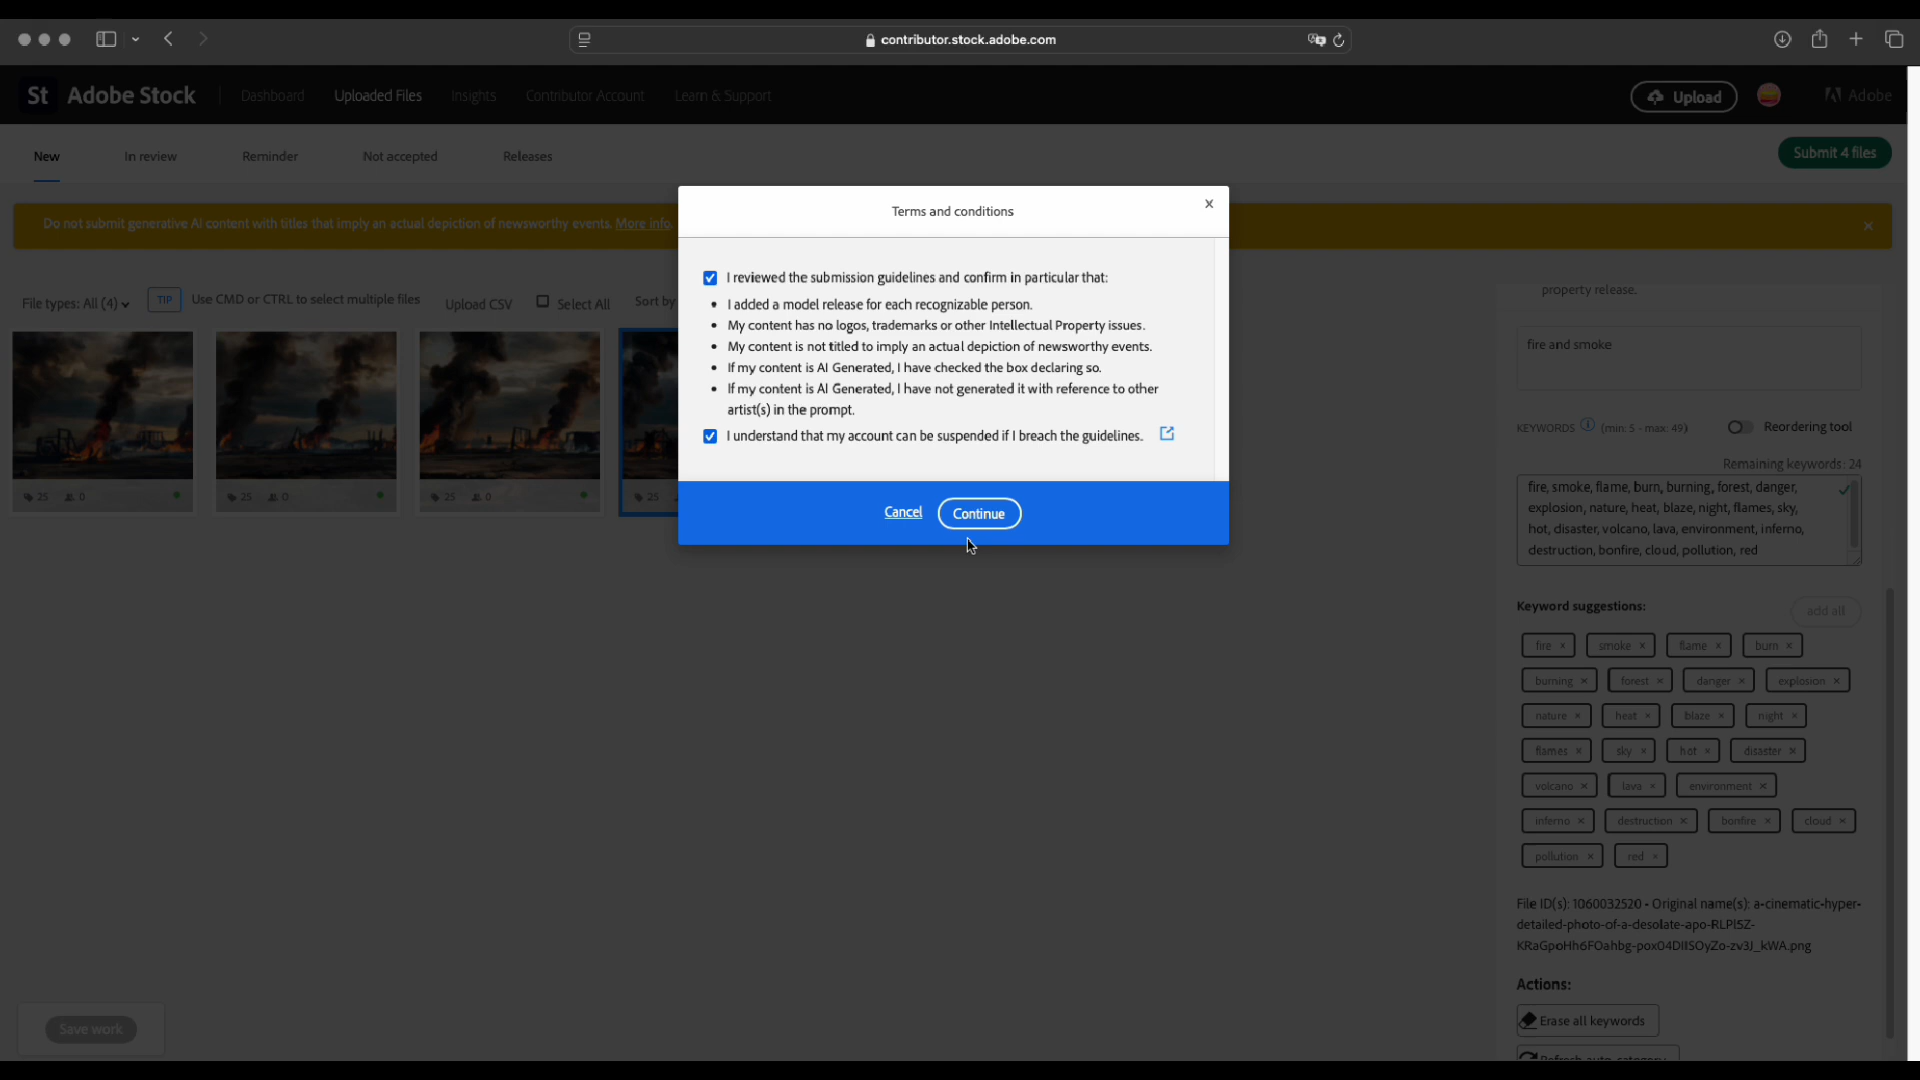 contributor.stock.adobe.com
St Adobe Stock Dashboard Uploaded Files Insights Contributor Account Learn & Support Upload Adobe
New In review Reminder Not accepted Releases Submit 4 files
Do not submit generative AI content with titles that imply an actual depiction of newsworthy events. More info.
File types: All (4) TIP Use CMD or CTRL to select multiple files Upload CSV Select All Sort by
25 0 25 0 25 0 25
Terms and conditions
x
I reviewed the submission guidelines and confirm in particular that:
• I added a model release for each recognizable person.
• My content has no logos, trademarks or other Intellectual Property issues.
• My content is not titled to imply an actual depiction of newsworthy events.
• If my content is AI Generated, I have checked the box declaring so.
• If my content is AI Generated, I have not generated it with reference to other
artist(s) in the prompt.
I understand that my account can be suspended if I breach the guidelines.
Cancel Continue
property release.
fire and smoke
KEYWORDS (min: 5 - max: 49) Reordering tool
Remaining keywords: 24
fire, smoke, flame, burn, burning, forest, danger,
explosion, nature, heat, blaze, night, flames, sky,
hot, disaster, volcano, lava, environment, inferno,
destruction, bonfire, cloud, pollution, red
Keyword suggestions: add all
fire × smoke × flame × burn ×
burning × forest × danger × explosion ×
nature × heat × blaze × night ×
flames × sky × hot × disaster ×
volcano × lava × environment ×
inferno × destruction × bonfire × cloud ×
pollution × red ×
File ID(s): 1060032520 - Original name(s): a-cinematic-hyper-
detailed-photo-of-a-desolate-apo-RLPl5Z-
KRaGpoHh6FOahbg-pox04DIIISOyZo-zv3J_kWA.png
Actions:
Erase all keywords
Refresh auto-category
Save work